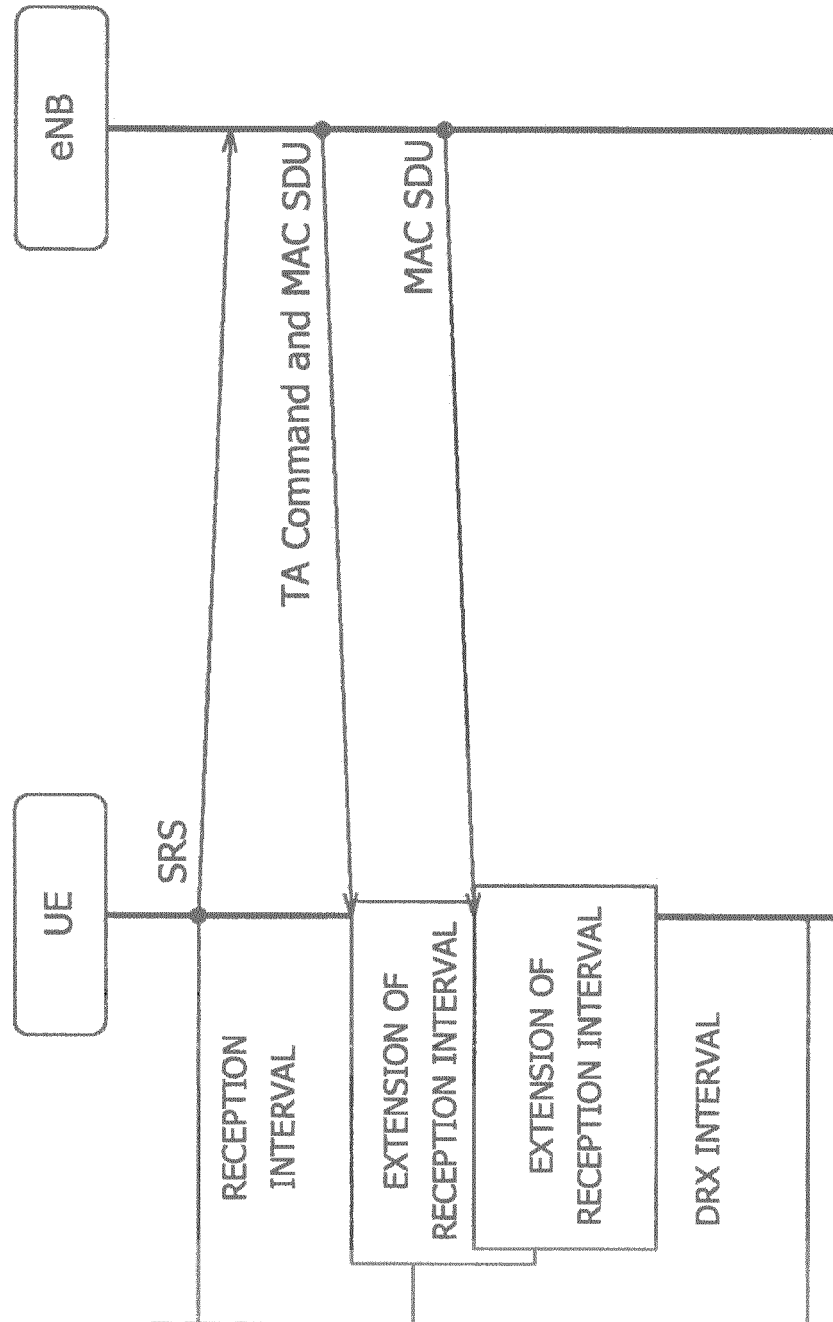 UE
eNB
SRS
RECEPTION
INTERVAL
TA Command and MAC SDU
EXTENSION OF
RECEPTION INTERVAL
MAC SDU
EXTENSION OF
RECEPTION INTERVAL
DRX INTERVAL